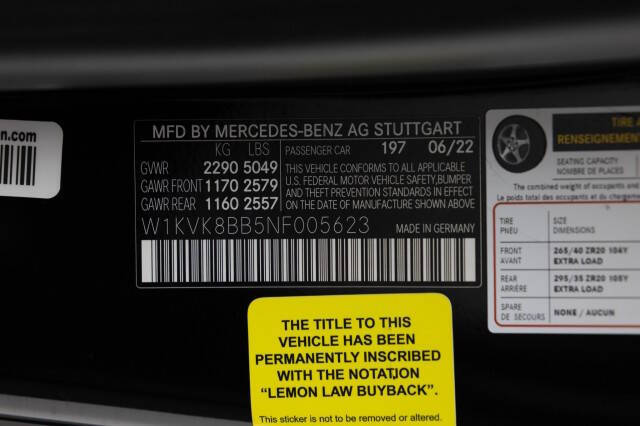 on.com
MFD BY MERCEDES-BENZ AG STUTTGART
KG LBS PASSENGER CAR 197 06/22
GVWR 2290 5049 THIS VEHICLE CONFORMS TO ALL APPLICABLE
GAWR FRONT 1170 2579 U.S. FEDERAL MOTOR VEHICLE SAFETY, BUMPER
GAWR REAR 1160 2557 AND THEFT PREVENTION STANDARDS IN EFFECT
ON THE DATE OF MANUFACTURE SHOWN ABOVE.
W1KVK8BB5NF005623 MADE IN GERMANY
TIRE
RENSEIGNEMENT
SEATING CAPACITY
NOMBRE DE PLACES
The combined weight of occupants
Le poids total des occupants et du
TIRE SIZE
PNEU DIMENSIONS
FRONT 265/40 ZR20 104Y
AVANT EXTRA LOAD
REAR 295/35 ZR20 105Y
ARRIÈRE EXTRA LOAD
SPARE NONE / AUCUN
DE SECOURS
THE TITLE TO THIS
VEHICLE HAS BEEN
PERMANENTLY INSCRIBED
WITH THE NOTATION
“LEMON LAW BUYBACK”.
This sticker is not to be removed or altered.